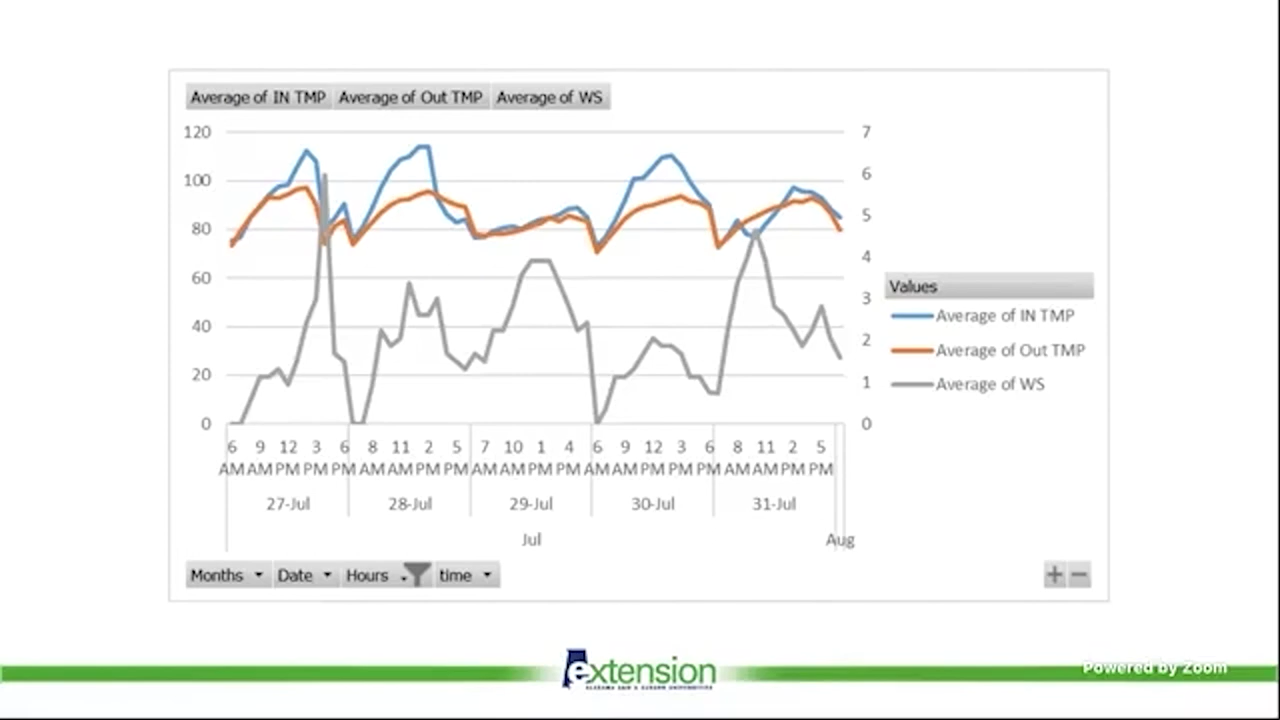 Average of IN TMP Average of Out TMP Average of WS
120 7
100 6
80 5
60 4
40 3
20 2
0 1
0
Values
Average of IN TMP
Average of Out TMP
Average of WS
6 9 12 3 6 8 11 2 5 7 10 1 4 6 9 12 3 6 8 11 2 5
AM AM PM PM PM AM AM PM PM AM AM PM PM AM AM PM PM PM AM AM PM PM
27-Jul 28-Jul 29-Jul 30-Jul 31-Jul
Jul Aug
Months Date Hours time
extension
ALABAMA A&M & AUBURN UNIVERSITIES
Powered by Zoom